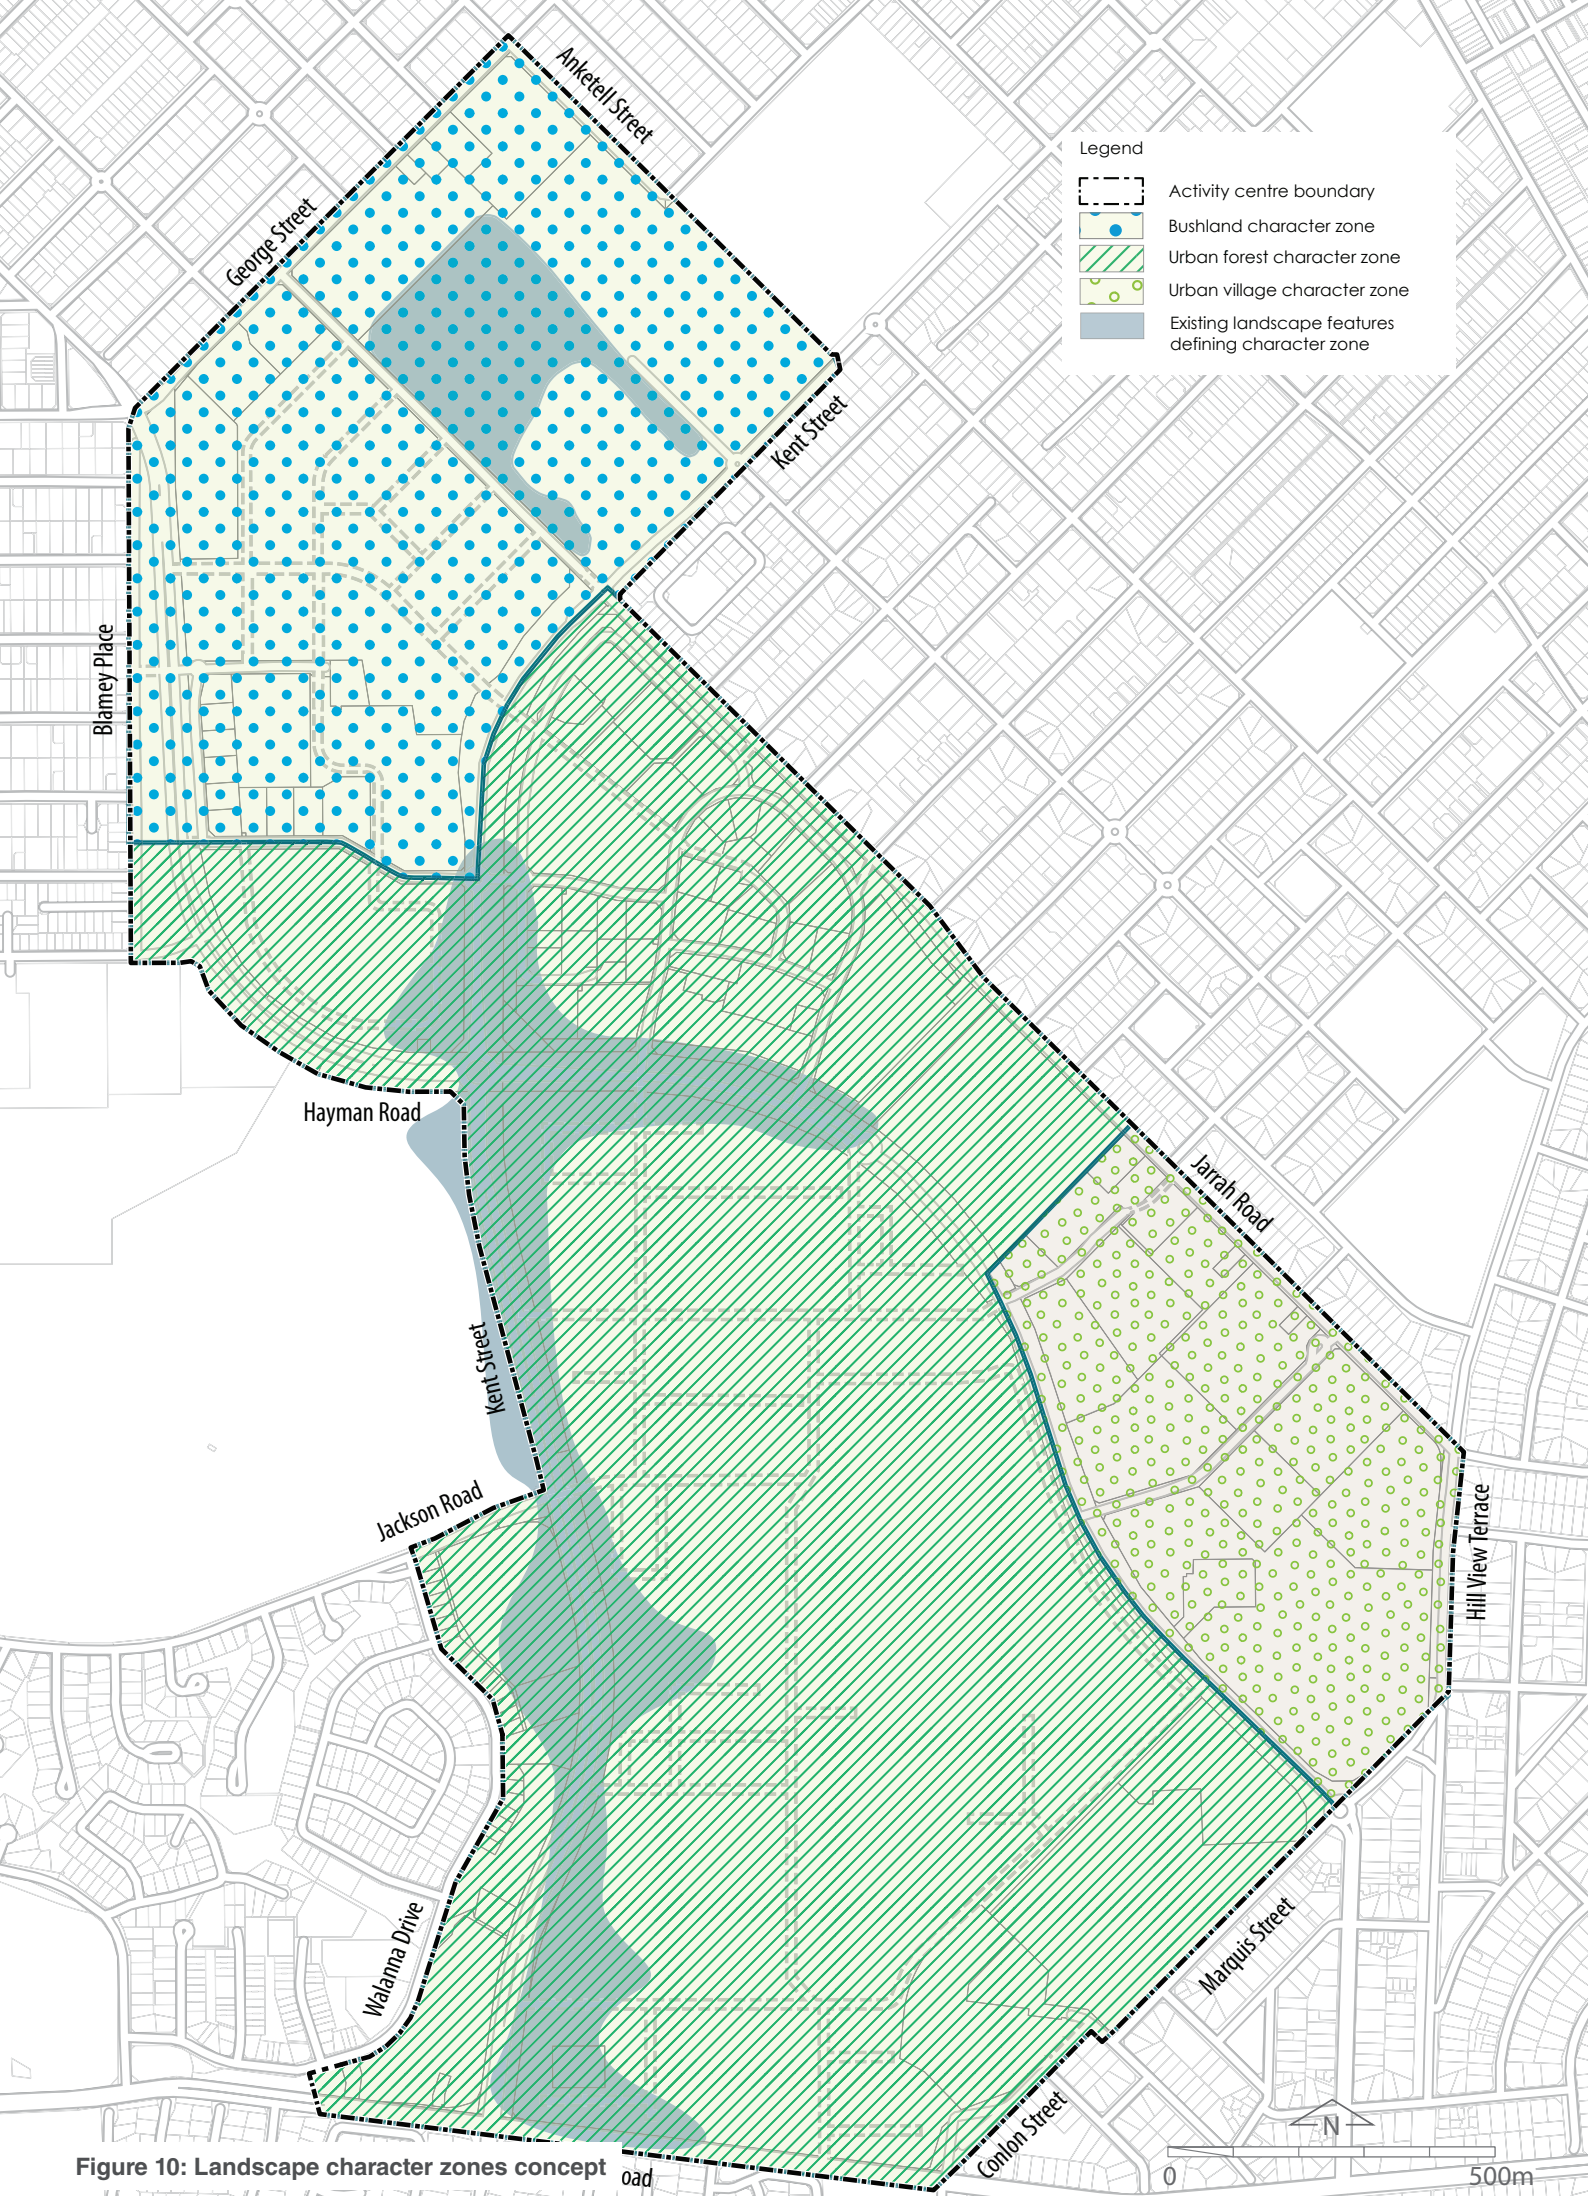 Anketell Street
Legend
Activity centre boundary
Bushland character zone
Urban forest character zone
Urban village character zone
Existing landscape features
defining character zone
George Street
Kent Street
Blamey Place
Hayman Road
Jarrah Road
Kent Street
Jackson Road
Hill View Terrace
Walanna Drive
Marquis Street
Conlon Street
N
0
500m
Figure 10: Landscape character zones concept
oad